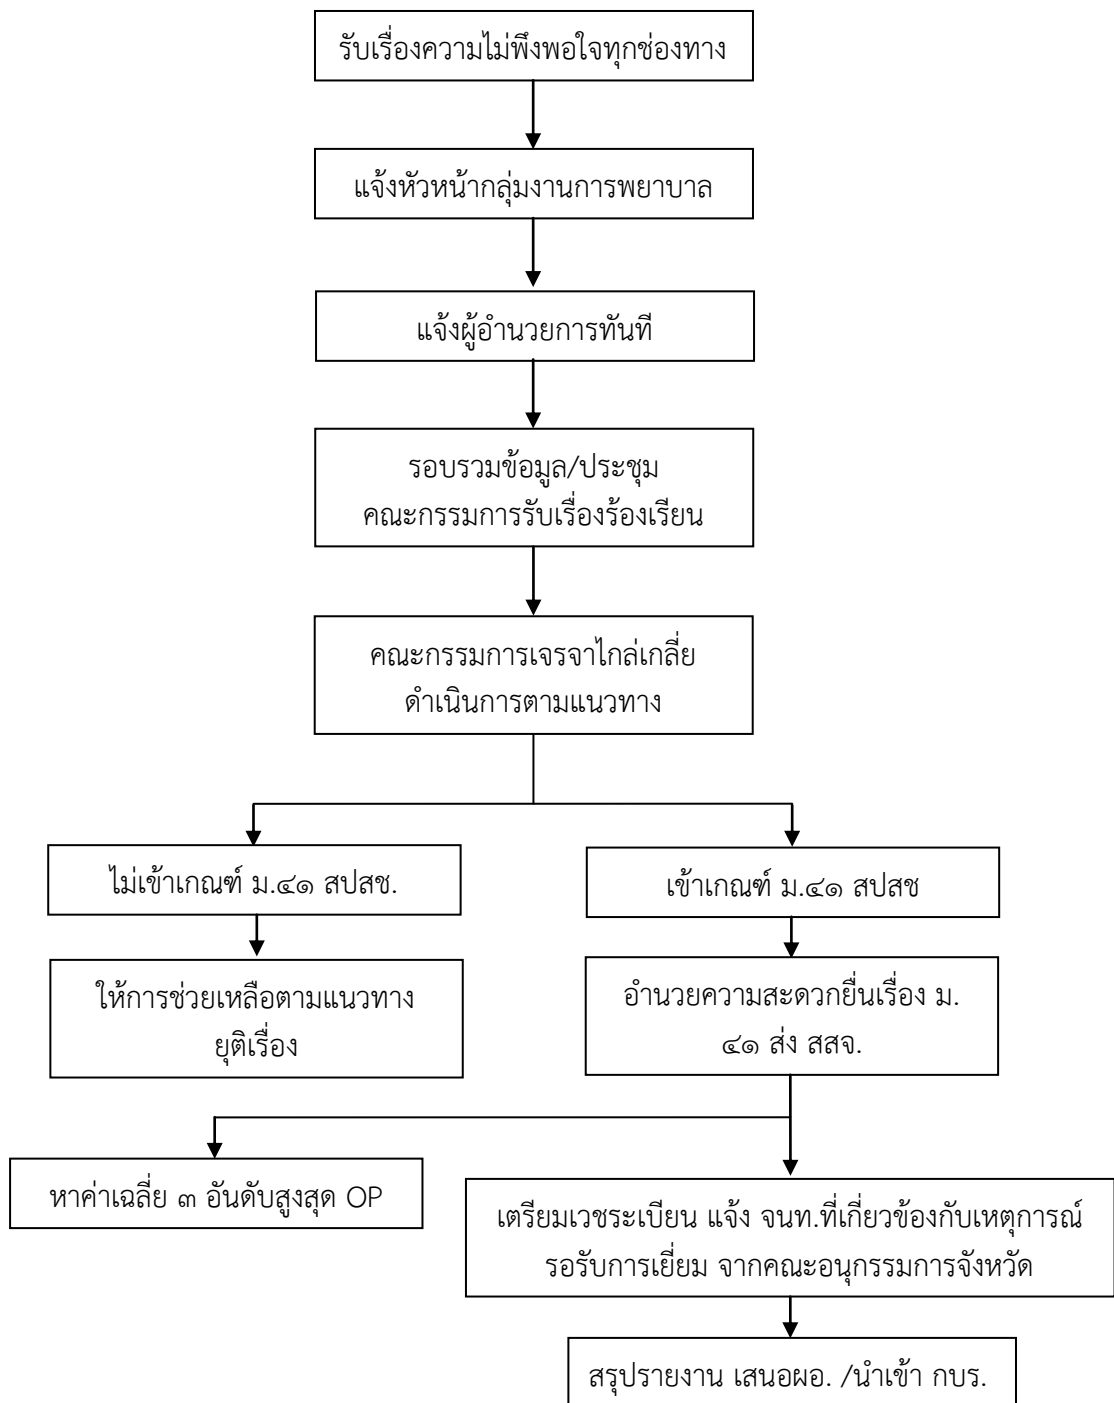 รับเรื่องความไม่พึงพอใจทุกช่องทาง
แจ้งหัวหน้ากลุ่มงานการพยาบาล
แจ้งผู้อำนวยการทันที
รอบรวมข้อมูล/ประชุม
คณะกรรมการรับเรื่องร้องเรียน
คณะกรรมการเจรจาไกล่เกลี่ย
ดำเนินการตามแนวทาง
ไม่เข้าเกณฑ์ ม.๔๑ สปสช.
เข้าเกณฑ์ ม.๔๑ สปสช
ให้การช่วยเหลือตามแนวทาง
ยุติเรื่อง
อำนวยความสะดวกยื่นเรื่อง ม.
๔๑ ส่ง สสจ.
หาค่าเฉลี่ย ๓ อันดับสูงสุด OP
เตรียมเวชระเบียน แจ้ง จนท.ที่เกี่ยวข้องกับเหตุการณ์
รอรับการเยี่ยม จากคณะอนุกรรมการจังหวัด
สรุปรายงาน เสนอผอ. /นำเข้า กบร.